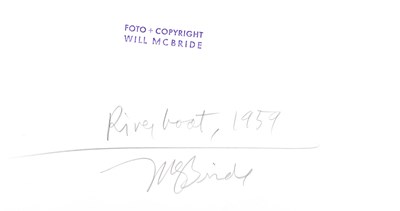 FOTO + COPYRIGHT
WILL MCBRIDE
Riverboat, 1959
McBride